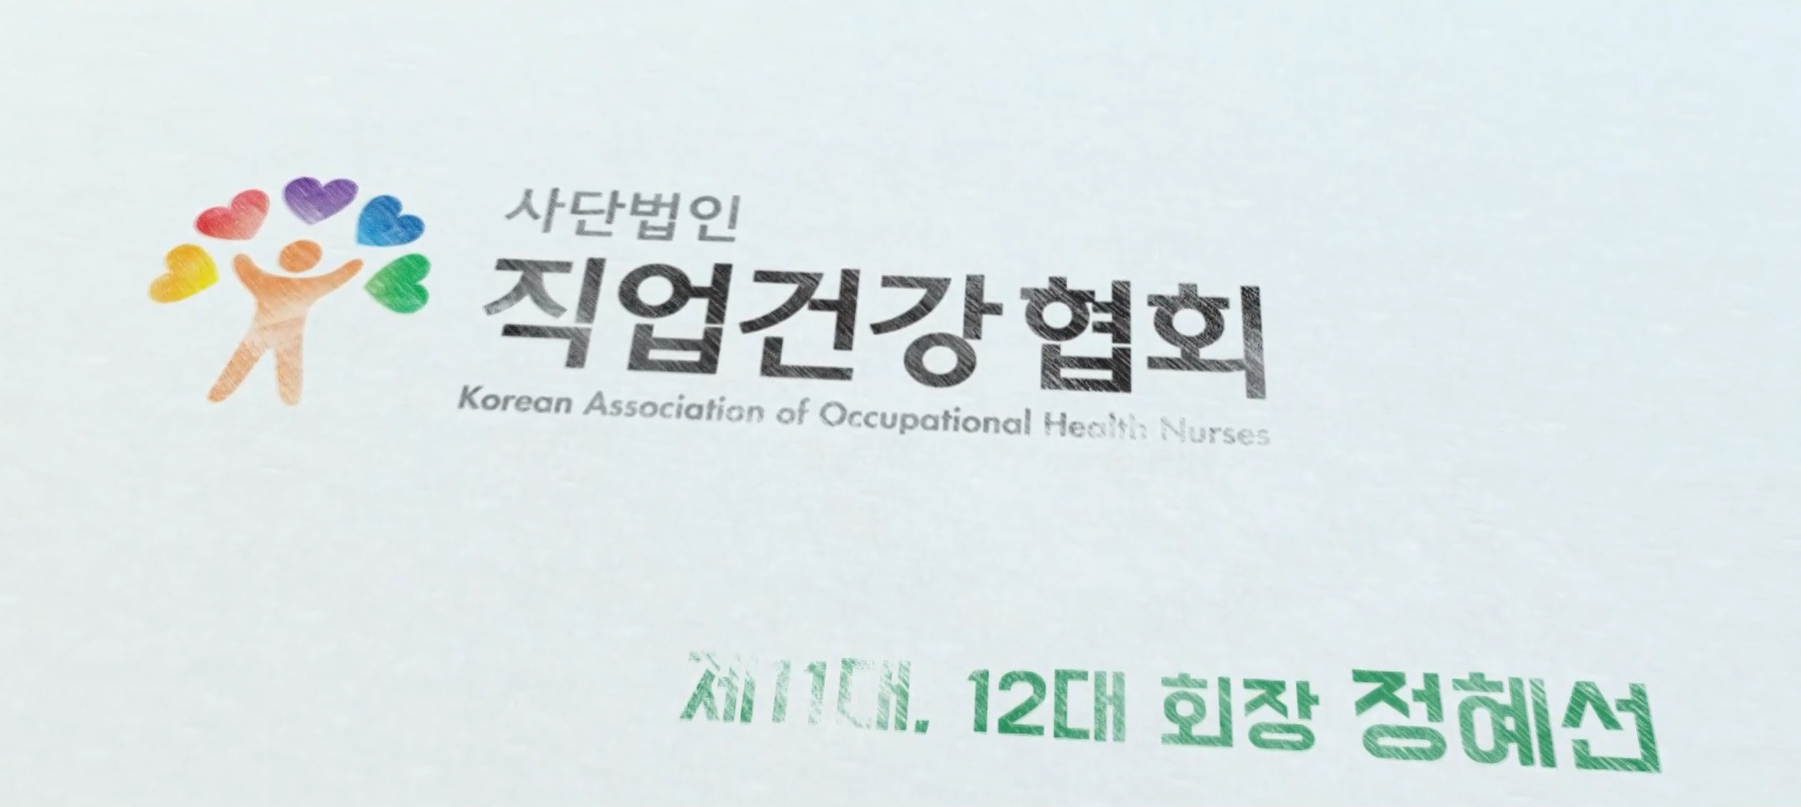 사단법인
직업건강협회
Korean Association of Occupational Health Nurses
제11대. 12대 회장 정혜선